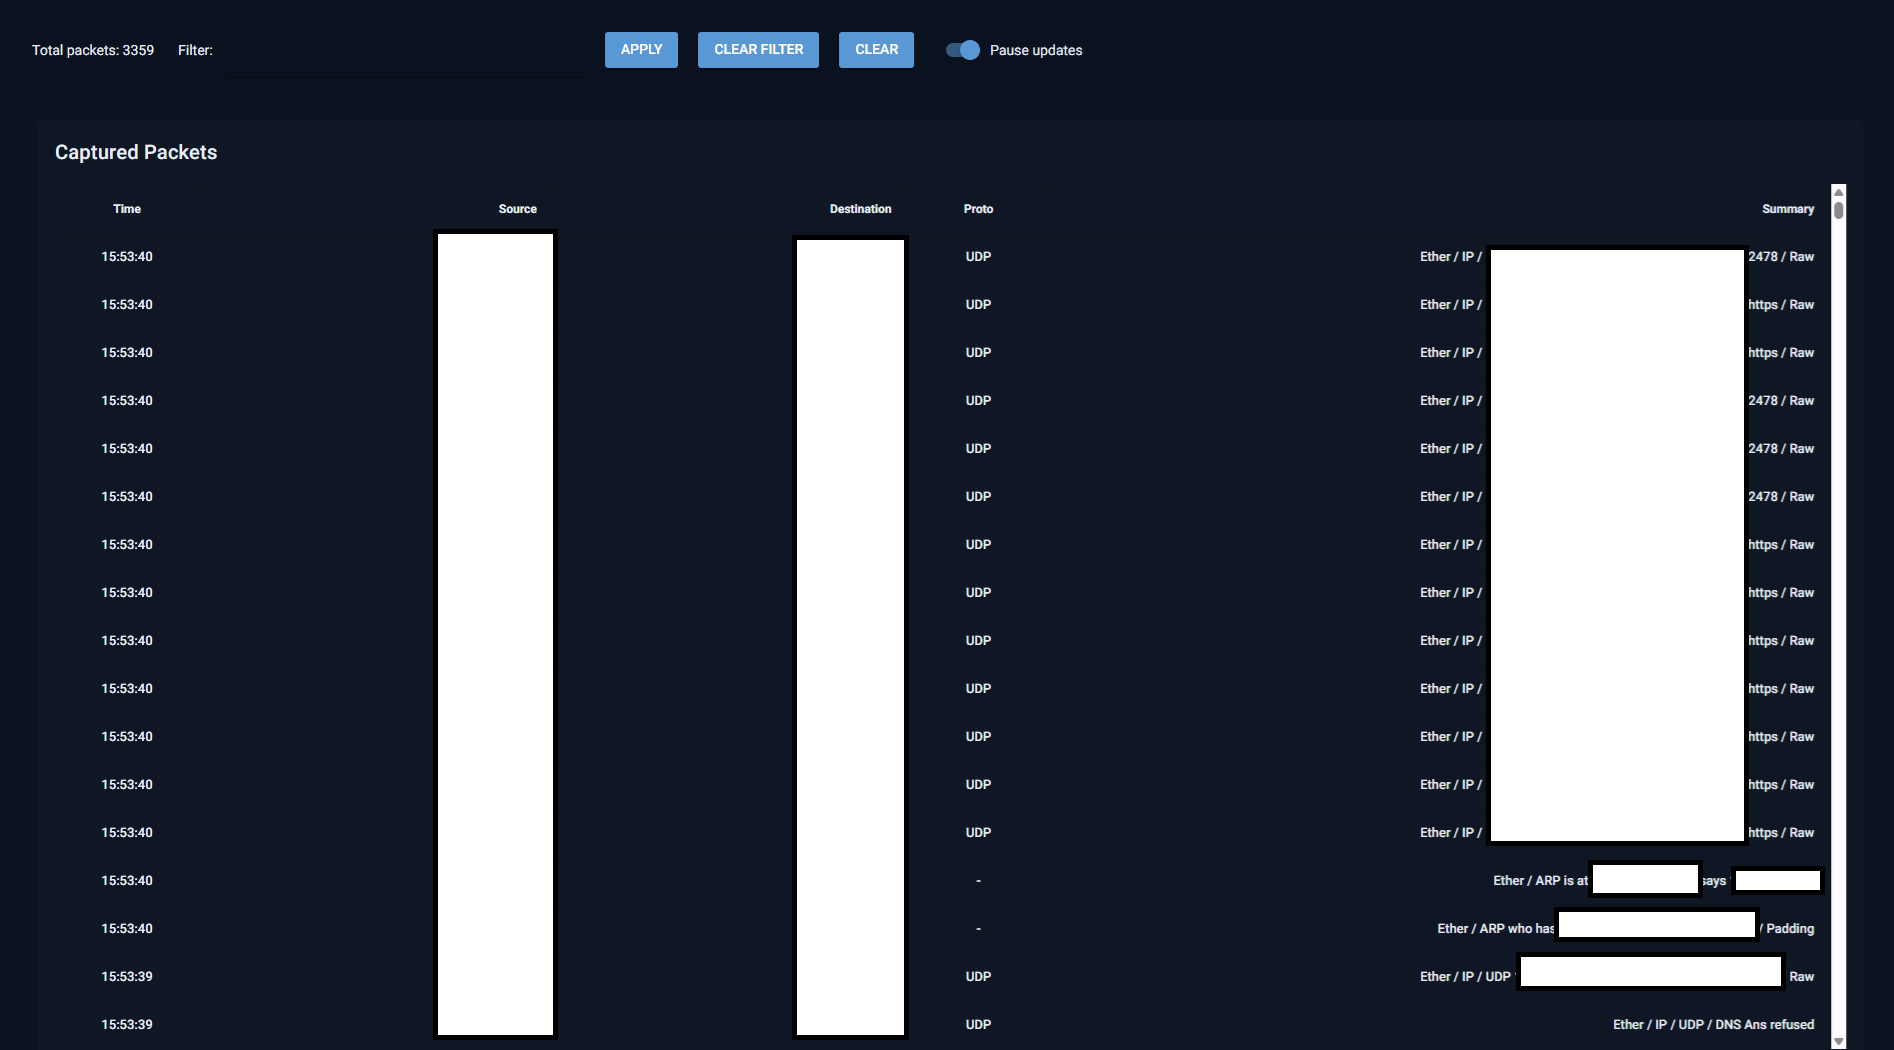 Total packets: 3359 Filter: APPLY CLEAR FILTER CLEAR Pause updates
Captured Packets
Time Source Destination Proto Summary
15:53:40 UDP Ether / IP / 2478 / Raw
15:53:40 UDP Ether / IP / https / Raw
15:53:40 UDP Ether / IP / https / Raw
15:53:40 UDP Ether / IP / 2478 / Raw
15:53:40 UDP Ether / IP / 2478 / Raw
15:53:40 UDP Ether / IP / 2478 / Raw
15:53:40 UDP Ether / IP / https / Raw
15:53:40 UDP Ether / IP / https / Raw
15:53:40 UDP Ether / IP / https / Raw
15:53:40 UDP Ether / IP / https / Raw
15:53:40 UDP Ether / IP / https / Raw
15:53:40 UDP Ether / IP / https / Raw
15:53:40 UDP Ether / IP / https / Raw
15:53:40 - Ether / ARP is at says
15:53:40 - Ether / ARP who has / Padding
15:53:39 UDP Ether / IP / UDP Raw
15:53:39 UDP Ether / IP / UDP / DNS Ans refused